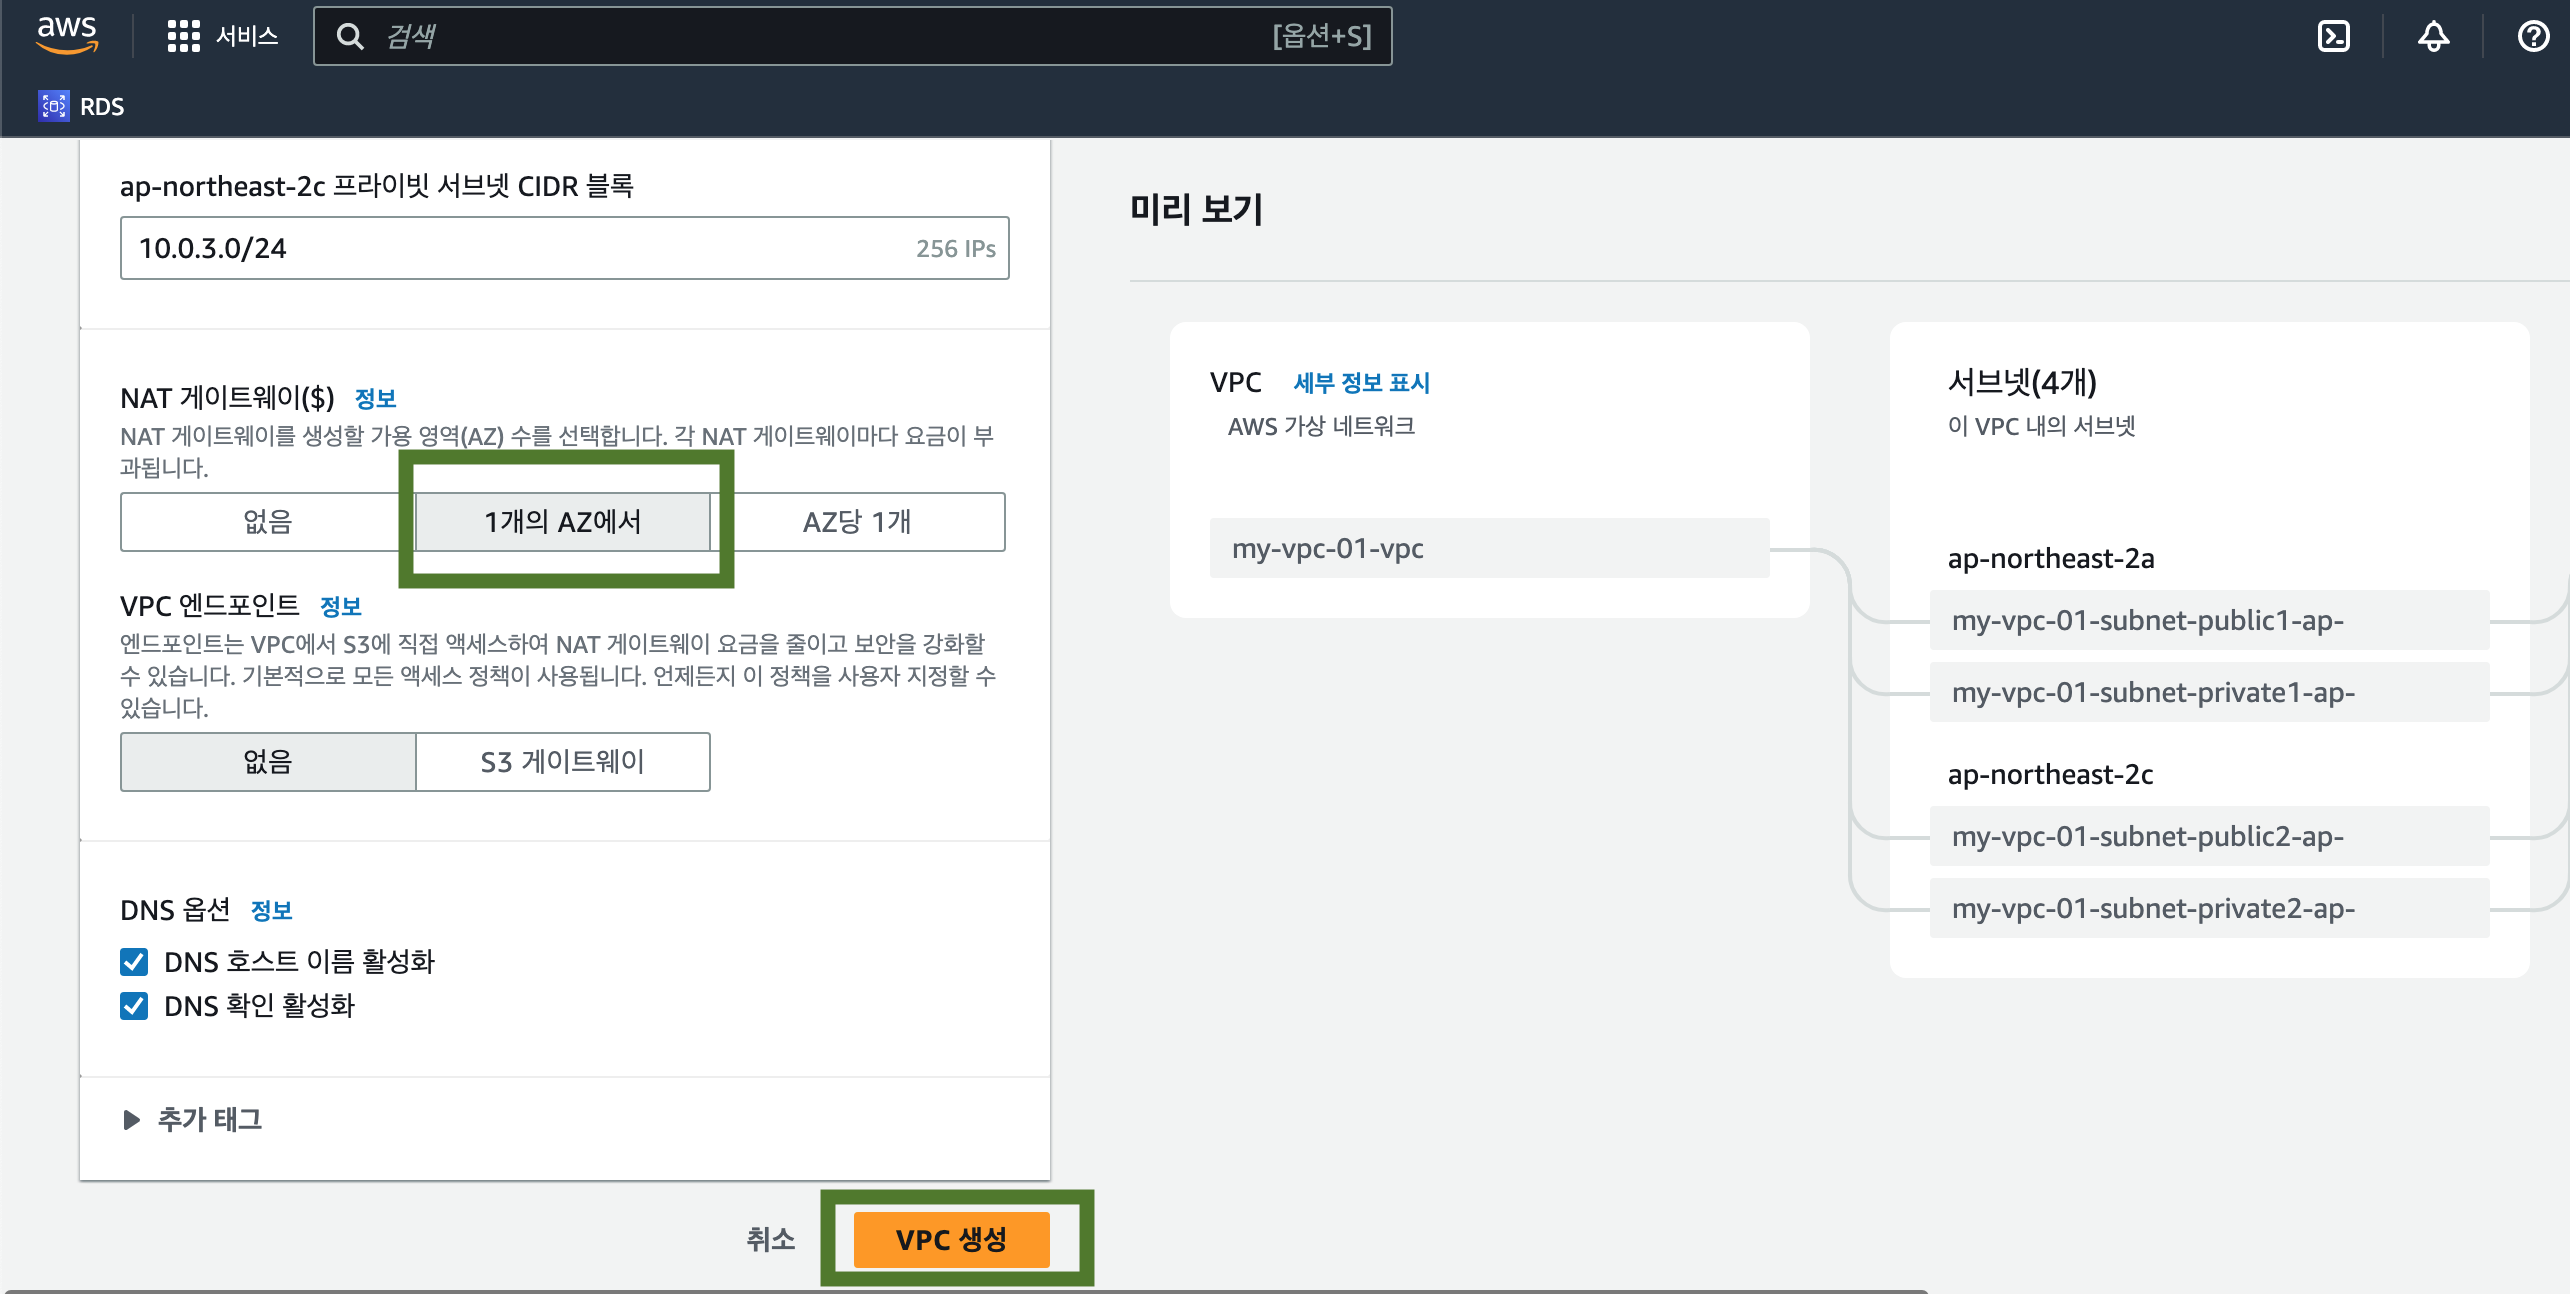 aws
서비스
검색
[옵션+S]
RDS
ap-northeast-2c 프라이빗 서브넷 CIDR 블록
10.0.3.0/24
256 IPs
NAT 게이트웨이($) 정보
NAT 게이트웨이를 생성할 가용 영역(AZ) 수를 선택합니다. 각 NAT 게이트웨이마다 요금이 부
과됩니다.
없음
1개의 AZ에서
AZ당 1개
VPC 엔드포인트 정보
엔드포인트는 VPC에서 S3에 직접 액세스하여 NAT 게이트웨이 요금을 줄이고 보안을 강화할
수 있습니다. 기본적으로 모든 액세스 정책이 사용됩니다. 언제든지 이 정책을 사용자 지정할 수
있습니다.
없음
S3 게이트웨이
DNS 옵션 정보
DNS 호스트 이름 활성화
DNS 확인 활성화
추가 태그
취소
VPC 생성
미리 보기
VPC 세부 정보 표시
AWS 가상 네트워크
my-vpc-01-vpc
서브넷(4개)
이 VPC 내의 서브넷
ap-northeast-2a
my-vpc-01-subnet-public1-ap-
my-vpc-01-subnet-private1-ap-
ap-northeast-2c
my-vpc-01-subnet-public2-ap-
my-vpc-01-subnet-private2-ap-